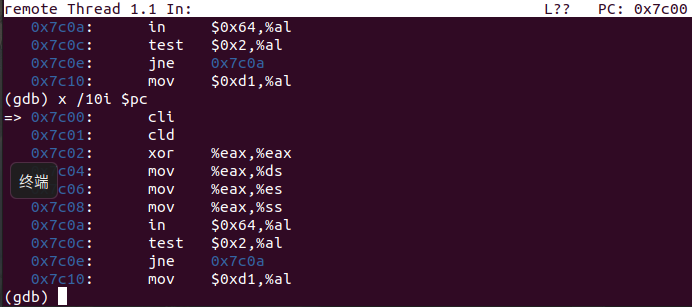 remote Thread 1.1 In: L?? PC: 0x7c00
0x7c0a: in $0x64,%al
0x7c0c: test $0x2,%al
0x7c0e: jne 0x7c0a
0x7c10: mov $0xd1,%al
(gdb) x /10i $pc
=> 0x7c00: cli
0x7c01: cld
0x7c02: xor %eax,%eax
c04: mov %eax,%ds
终端
c06: mov %eax,%es
0x7c08: mov %eax,%ss
0x7c0a: in $0x64,%al
0x7c0c: test $0x2,%al
0x7c0e: jne 0x7c0a
0x7c10: mov $0xd1,%al
(gdb)